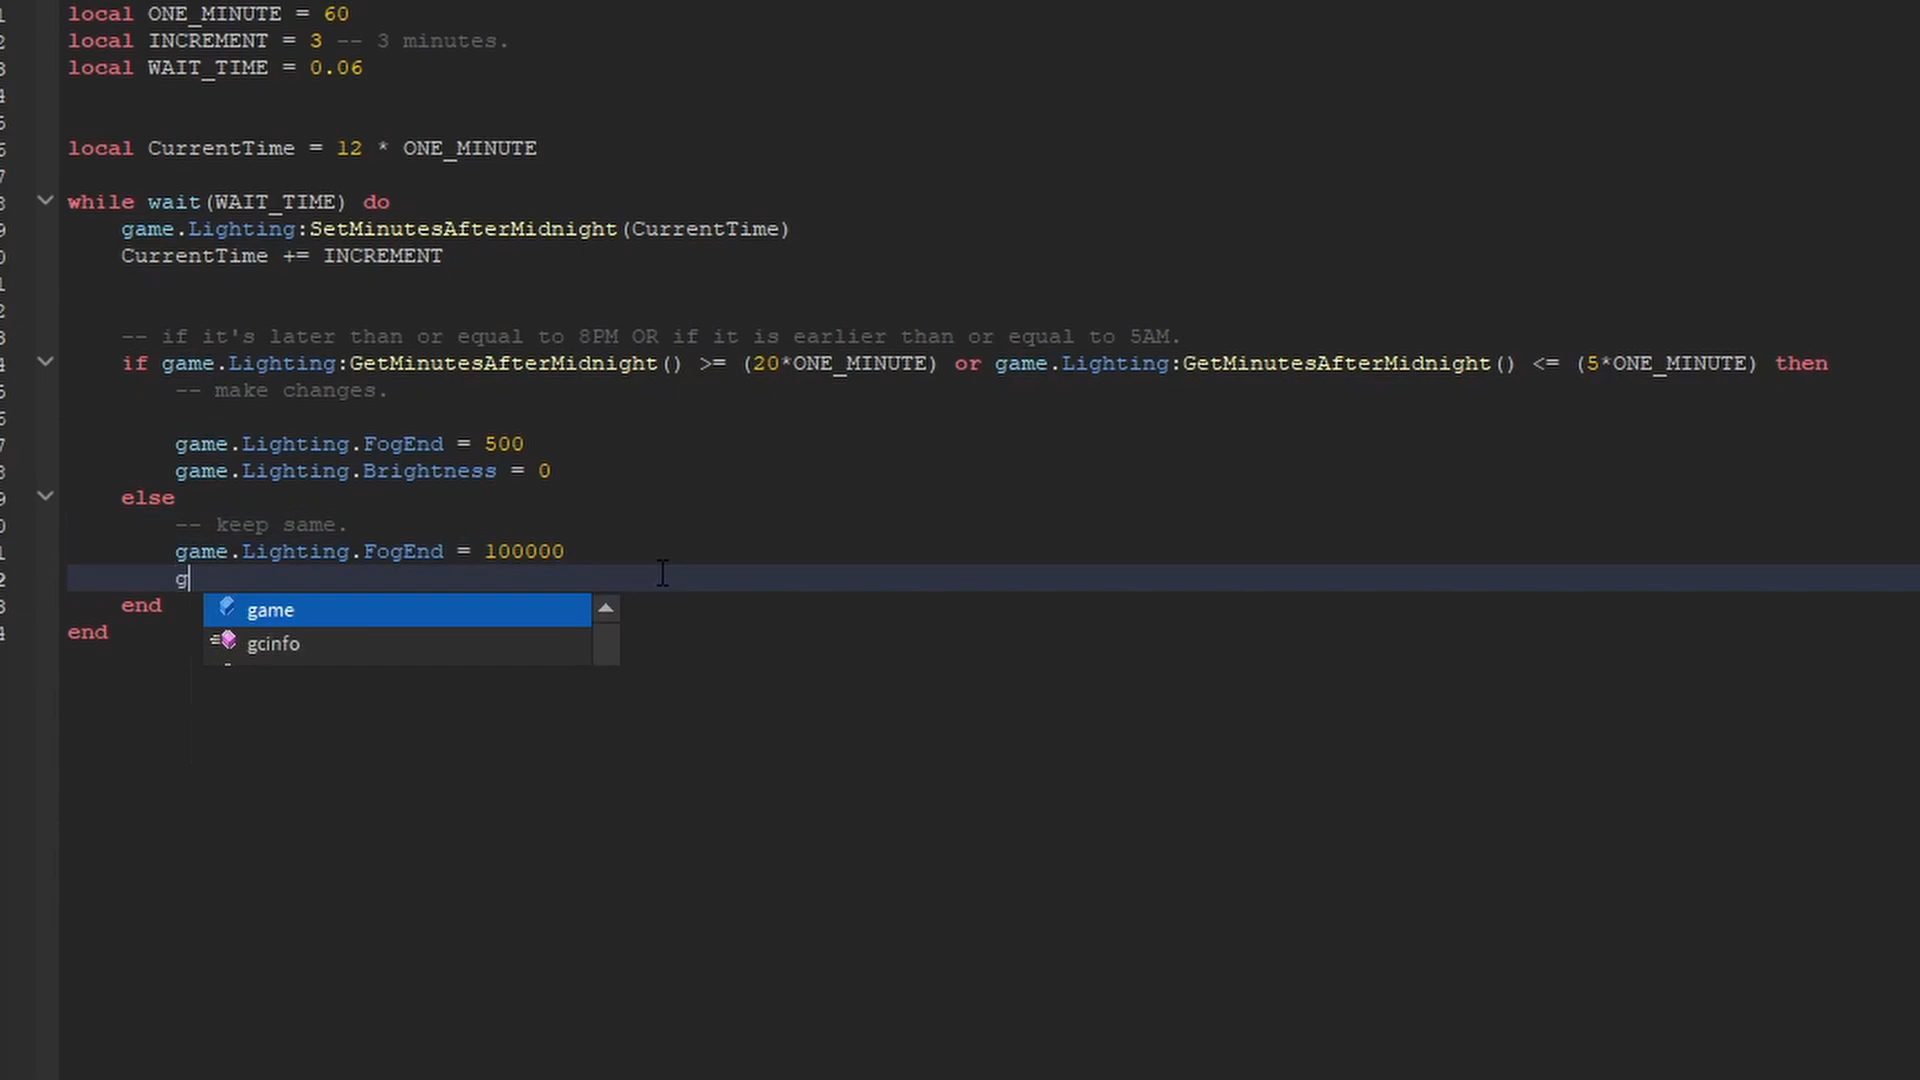 local ONE_MINUTE = 60
local INCREMENT = 3 -- 3 minutes.
local WAIT_TIME = 0.06
local CurrentTime = 12 * ONE_MINUTE
while wait(WAIT_TIME) do
game.Lighting:SetMinutesAfterMidnight(CurrentTime)
CurrentTime += INCREMENT
-- if it's later than or equal to 8PM OR if it is earlier than or equal to 5AM.
if game.Lighting:GetMinutesAfterMidnight() >= (20*ONE_MINUTE) or game.Lighting:GetMinutesAfterMidnight() <= (5*ONE_MINUTE) then
-- make changes.
game.Lighting.FogEnd = 500
game.Lighting.Brightness = 0
else
-- keep same.
game.Lighting.FogEnd = 100000
g
end
game
end
gcinfo